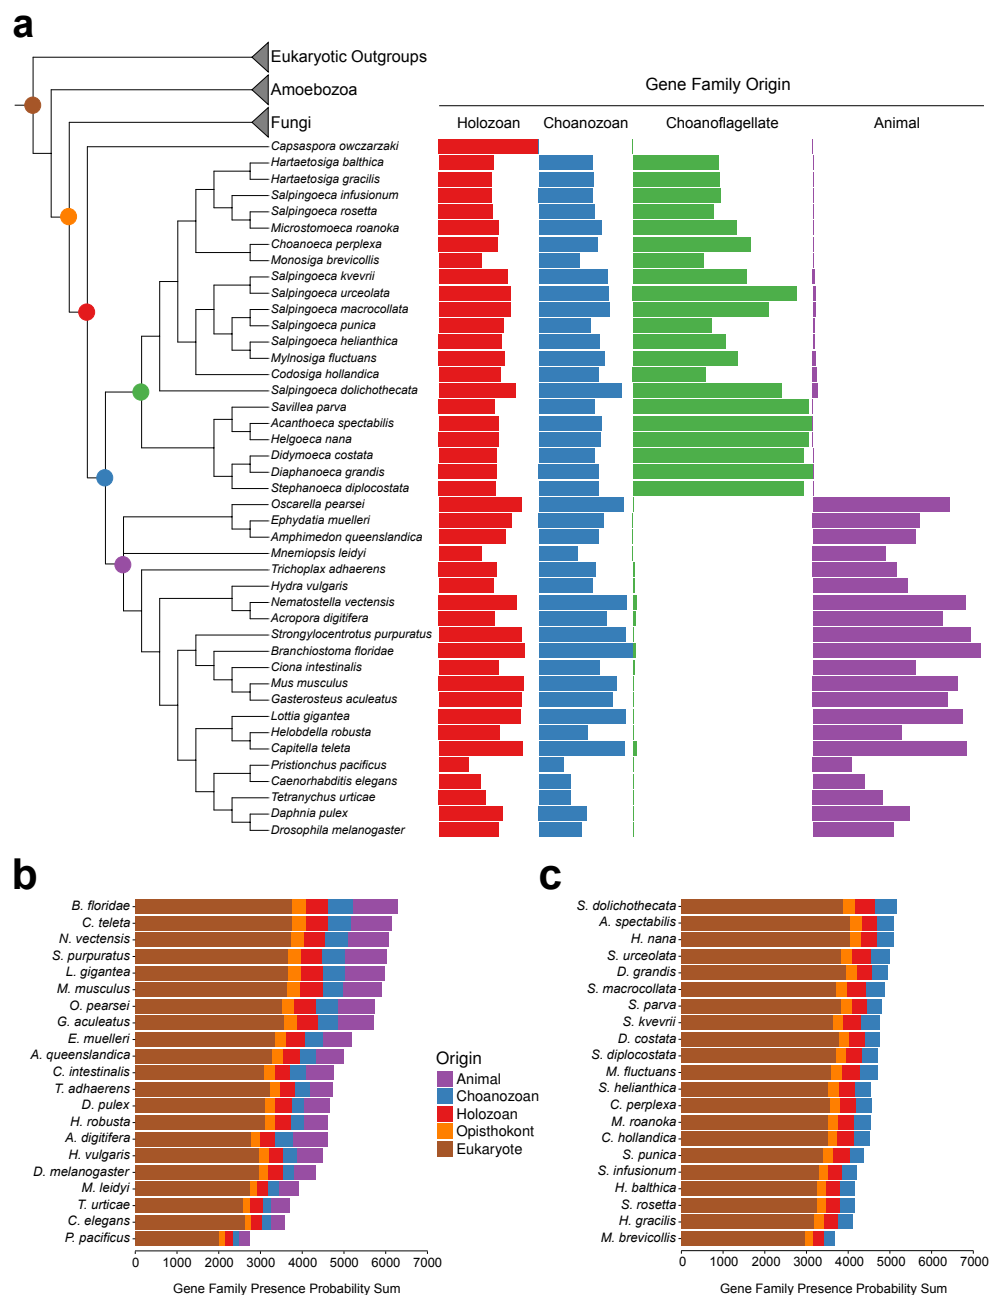 a
Eukaryotic Outgroups
Amoebozoa
Fungi
Gene Family Origin
Holozoan Choanozoan Choanoflagellate Animal
Capsaspora owczarzaki
Hartaetosiga balthica
Hartaetosiga gracilis
Salpingoeca infusionum
Salpingoeca rosetta
Microstomoeca roanoka
Choanoeca perplexa
Monosiga brevicollis
Salpingoeca kvevrii
Salpingoeca urceolata
Salpingoeca macrocollata
Salpingoeca punica
Salpingoeca helianthica
Mylnosiga fluctuans
Codosiga hollandica
Salpingoeca dolichothecata
Savillea parva
Acanthoeca spectabilis
Helgoeca nana
Didymoeca costata
Diaphanoeca grandis
Stephanoeca diplocostata
Oscarella pearsei
Ephydatia muelleri
Amphimedon queenslandica
Mnemiopsis leidyi
Trichoplax adhaerens
Hydra vulgaris
Nematostella vectensis
Acropora digitifera
Strongylocentrotus purpuratus
Branchiostoma floridae
Ciona intestinalis
Mus musculus
Gasterosteus aculeatus
Lottia gigantea
Helobdella robusta
Capitella teleta
Pristionchus pacificus
Caenorhabditis elegans
Tetranychus urticae
Daphnia pulex
Drosophila melanogaster
b
B. floridae
C. teleta
N. vectensis
S. purpuratus
L. gigantea
M. musculus
O. pearsei
G. aculeatus
E. muelleri
A. queenslandica
C. intestinalis
T. adhaerens
D. pulex
H. robusta
A. digitifera
H. vulgaris
D. melanogaster
M. leidyi
T. urticae
C. elegans
P. pacificus
0 1000 2000 3000 4000 5000 6000 7000
Gene Family Presence Probability Sum
Origin
Animal
Choanozoan
Holozoan
Opisthokont
Eukaryote
c
S. dolichothecata
A. spectabilis
H. nana
S. urceolata
D. grandis
S. macrocollata
S. parva
S. kvevrii
D. costata
S. diplocostata
M. fluctuans
S. helianthica
C. perplexa
M. roanoka
C. hollandica
S. punica
S. infusionum
H. balthica
S. rosetta
H. gracilis
M. brevicollis
0 1000 2000 3000 4000 5000 6000 7000
Gene Family Presence Probability Sum